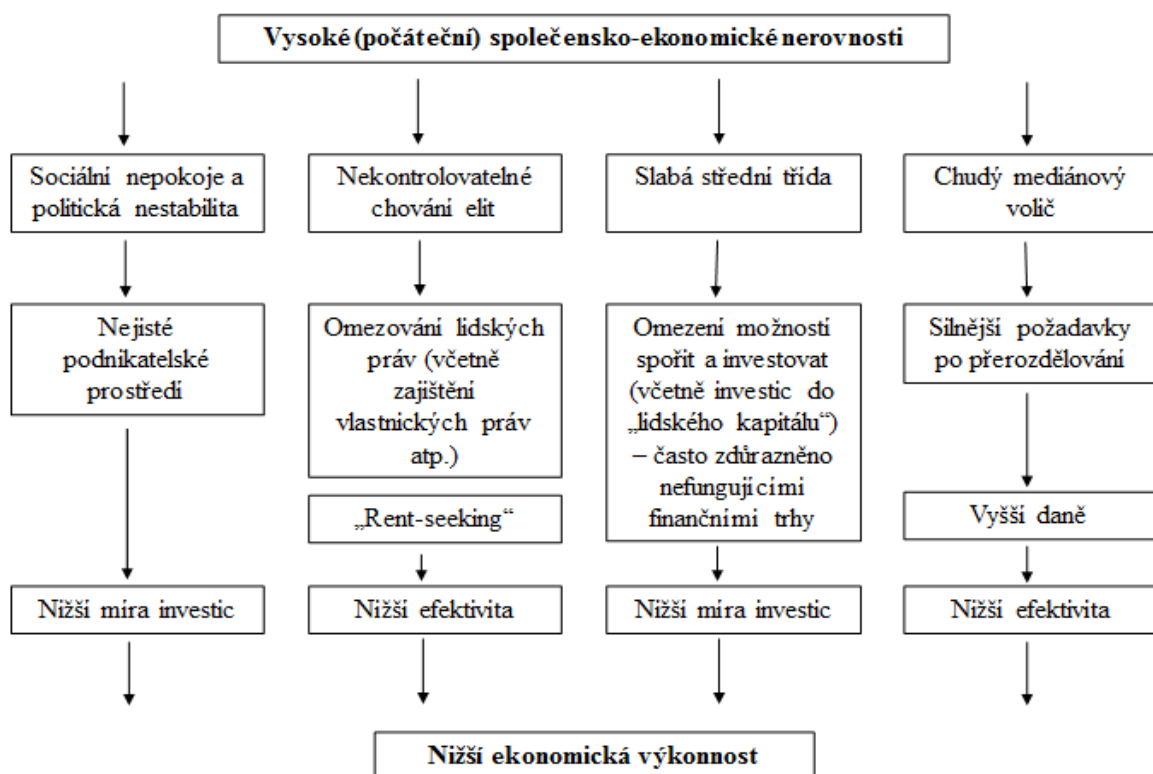 Vysoké (počáteční) společensko-ekonomické nerovnosti
Sociální nepokoje a
politická nestabilita
Nekontrolovatelné
chování elit
Slabá střední třída
Chudý mediánový
volič
Nejisté
podnikatelské
prostředí
Omezování lidských
práv (včetně
zajištění
vlastnických práv
atp.)
Omezení možností
spořit a investovat
(včetně investic do
„lidského kapitálu“)
– často zdůrazněno
nefungujícími
finančními trhy
Silnější požadavky
po přerozdělování
„Rent-seeking“
Vyšší daně
Nižší míra investic
Nižší efektivita
Nižší míra investic
Nižší efektivita
Nižší ekonomická výkonnost